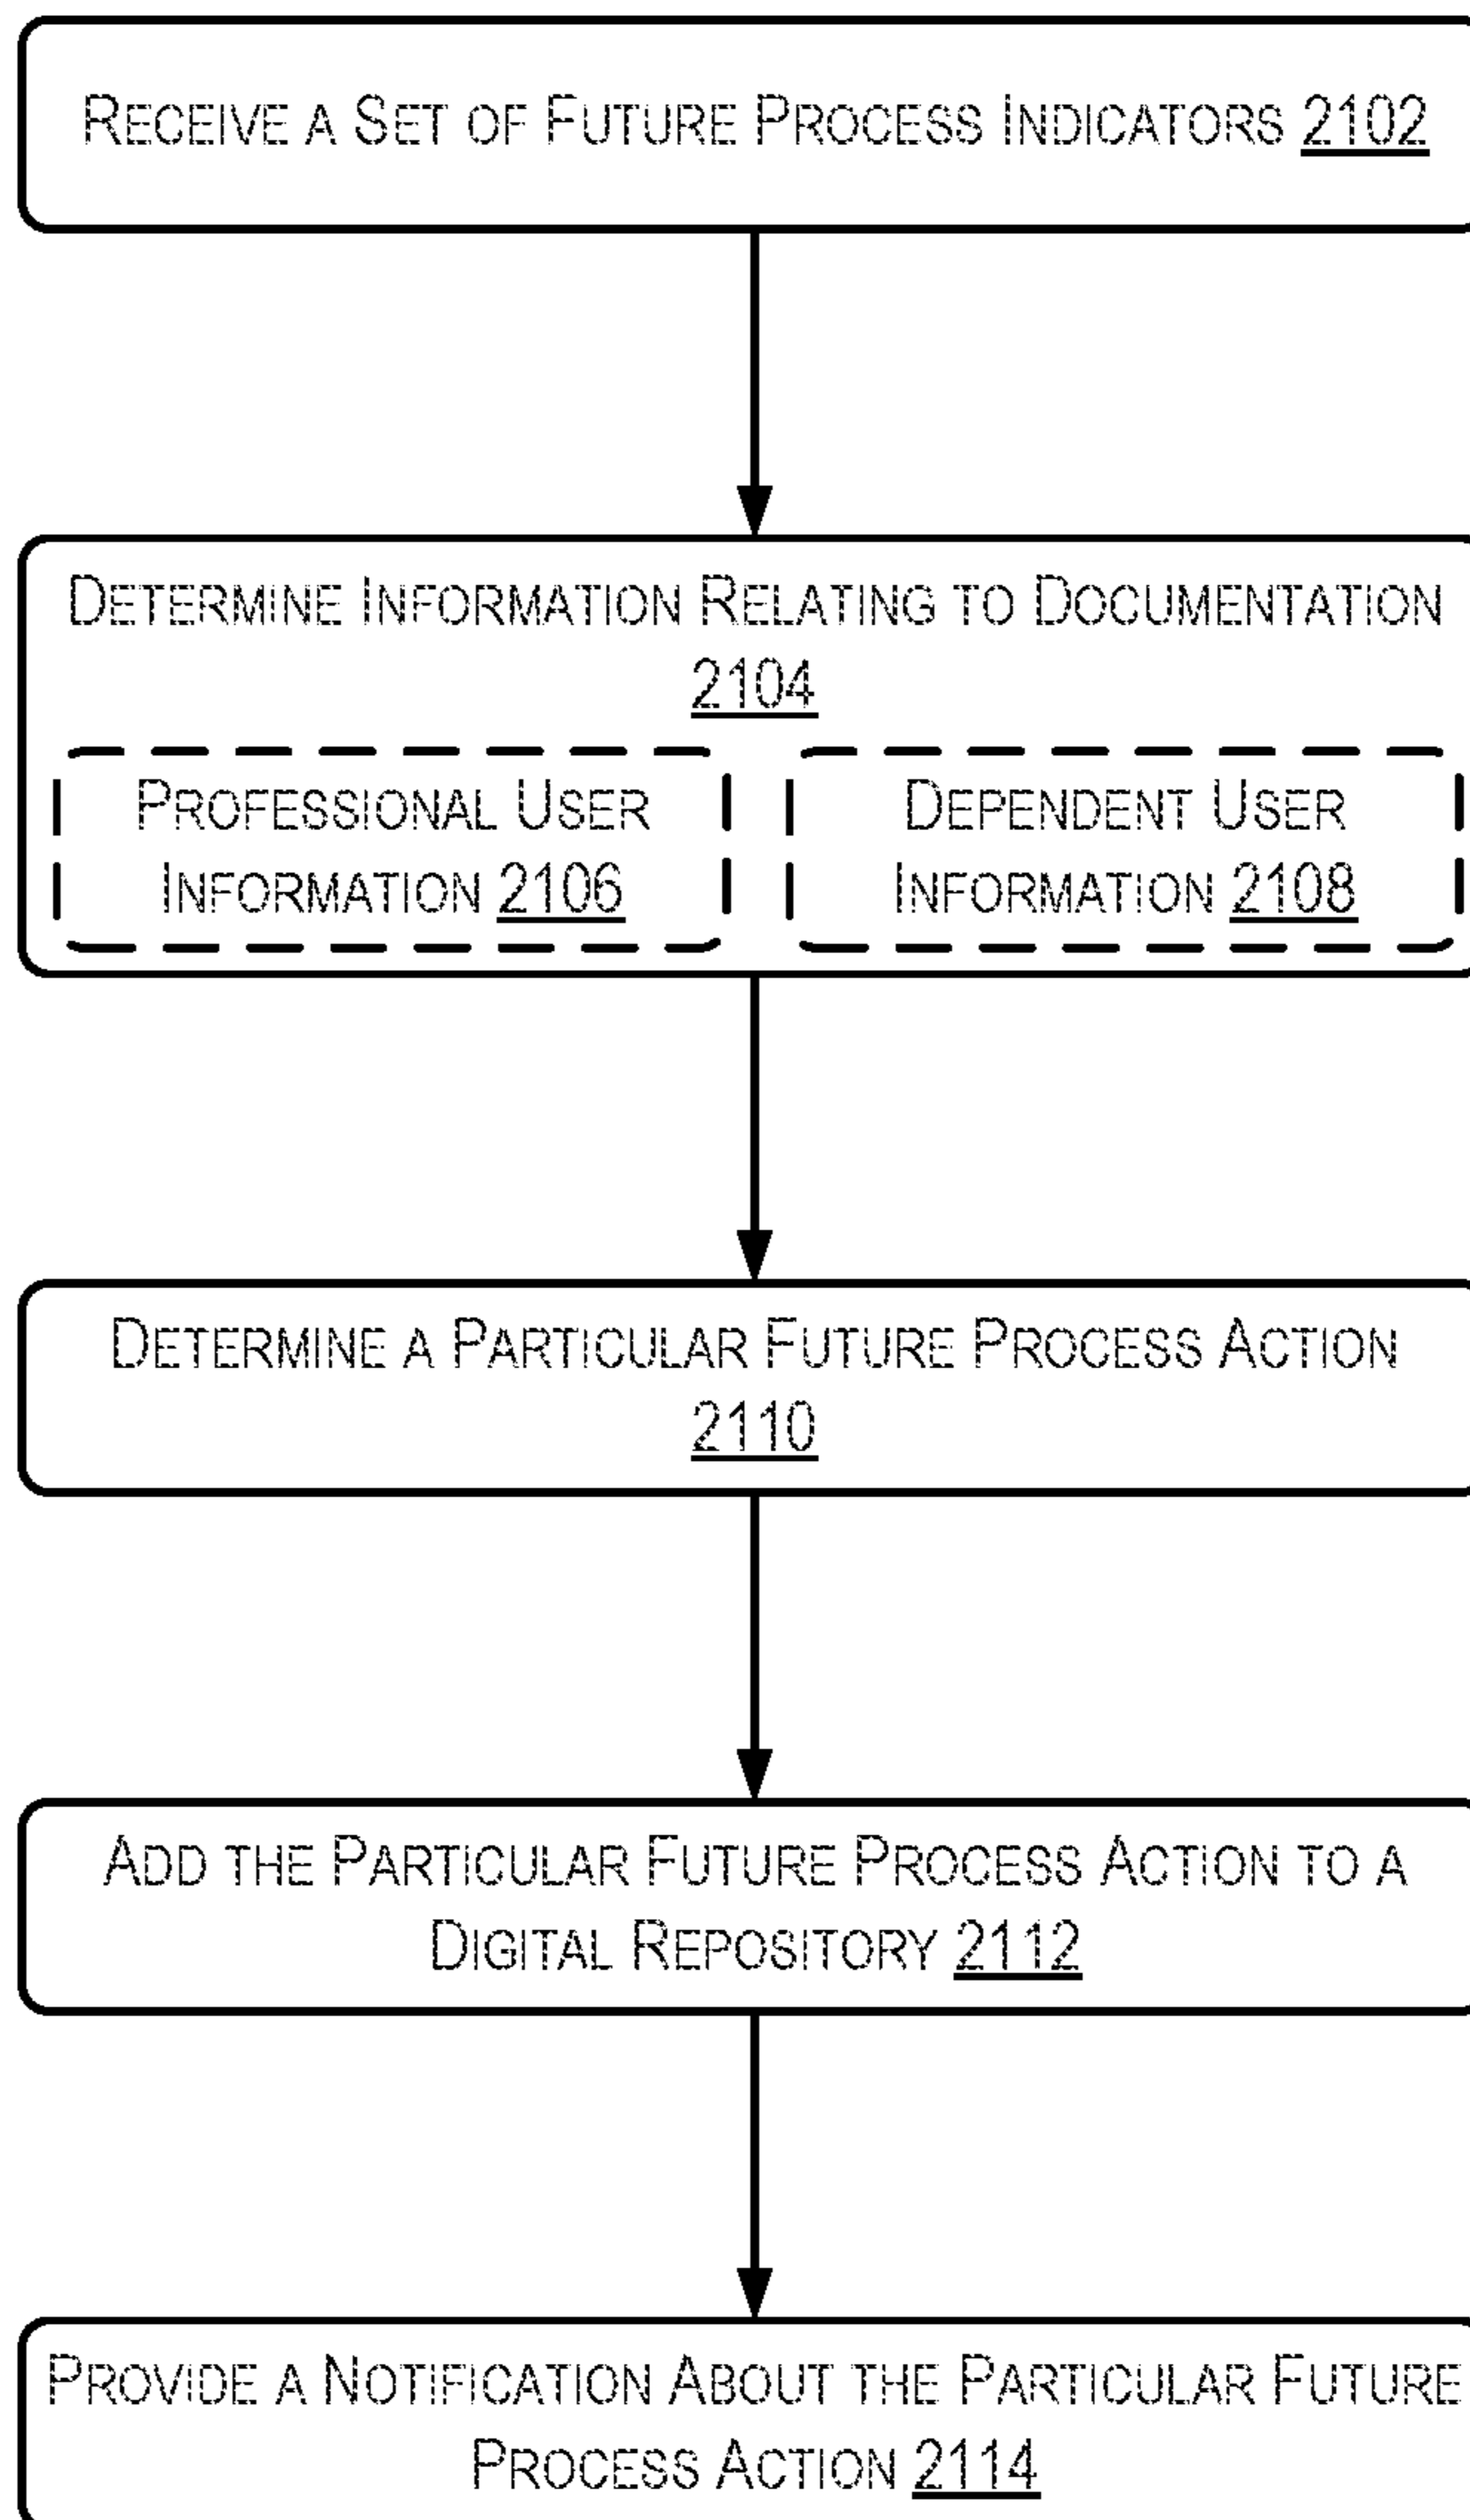 RECEIVE A SET OF FUTURE PROCESS INDICATORS 2102
DETERMINE INFORMATION RELATING TO DOCUMENTATION
2104
PROFESSIONAL USER
INFORMATION 2106
DEPENDENT USER
INFORMATION 2108
DETERMINE A PARTICULAR FUTURE PROCESS ACTION
2110
ADD THE PARTICULAR FUTURE PROCESS ACTION TO A
DIGITAL REPOSITORY 2112
PROVIDE A NOTIFICATION ABOUT THE PARTICULAR FUTURE
PROCESS ACTION 2114